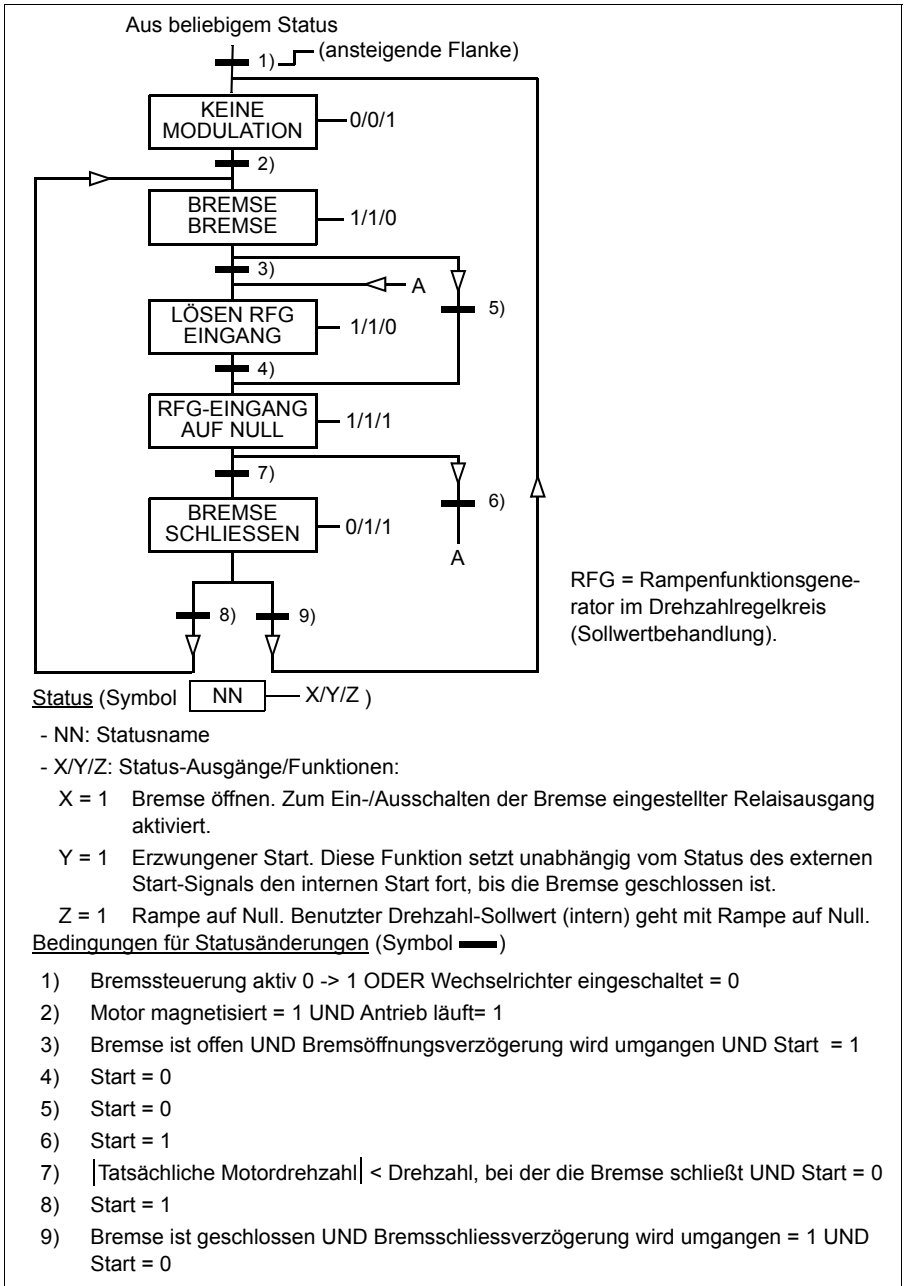 Aus beliebigem Status
1) (ansteigende Flanke)
KEINE
MODULATION
0/0/1
2)
BREMSE
BREMSE
1/1/0
3)
A
5)
LÖSEN RFG
EINGANG
1/1/0
4)
RFG-EINGANG
AUF NULL
1/1/1
7)
6)
BREMSE
SCHLIESSEN
0/1/1
A
RFG = Rampenfunktionsgene-
rator im Drehzahlregelkreis
(Sollwertbehandlung).
8) 9)
Status (Symbol NN X/Y/Z )
- NN: Statusname
- X/Y/Z: Status-Ausgänge/Funktionen:
X = 1 Bremse öffnen. Zum Ein-/Ausschalten der Bremse eingestellter Relaisausgang
aktiviert.
Y = 1 Erzwungener Start. Diese Funktion setzt unabhängig vom Status des externen
Start-Signals den internen Start fort, bis die Bremse geschlossen ist.
Z = 1 Rampe auf Null. Benutzter Drehzahl-Sollwert (intern) geht mit Rampe auf Null.
Bedingungen für Statusänderungen (Symbol )
1) Bremssteuerung aktiv 0 -> 1 ODER Wechselrichter eingeschaltet = 0
2) Motor magnetisiert = 1 UND Antrieb läuft= 1
3) Bremse ist offen UND Bremsöffnungsverzögerung wird umgangen UND Start = 1
4) Start = 0
5) Start = 0
6) Start = 1
7) |Tatsächliche Motordrehzahl| < Drehzahl, bei der die Bremse schließt UND Start = 0
8) Start = 1
9) Bremse ist geschlossen UND Bremsschliessverzögerung wird umgangen = 1 UND
Start = 0